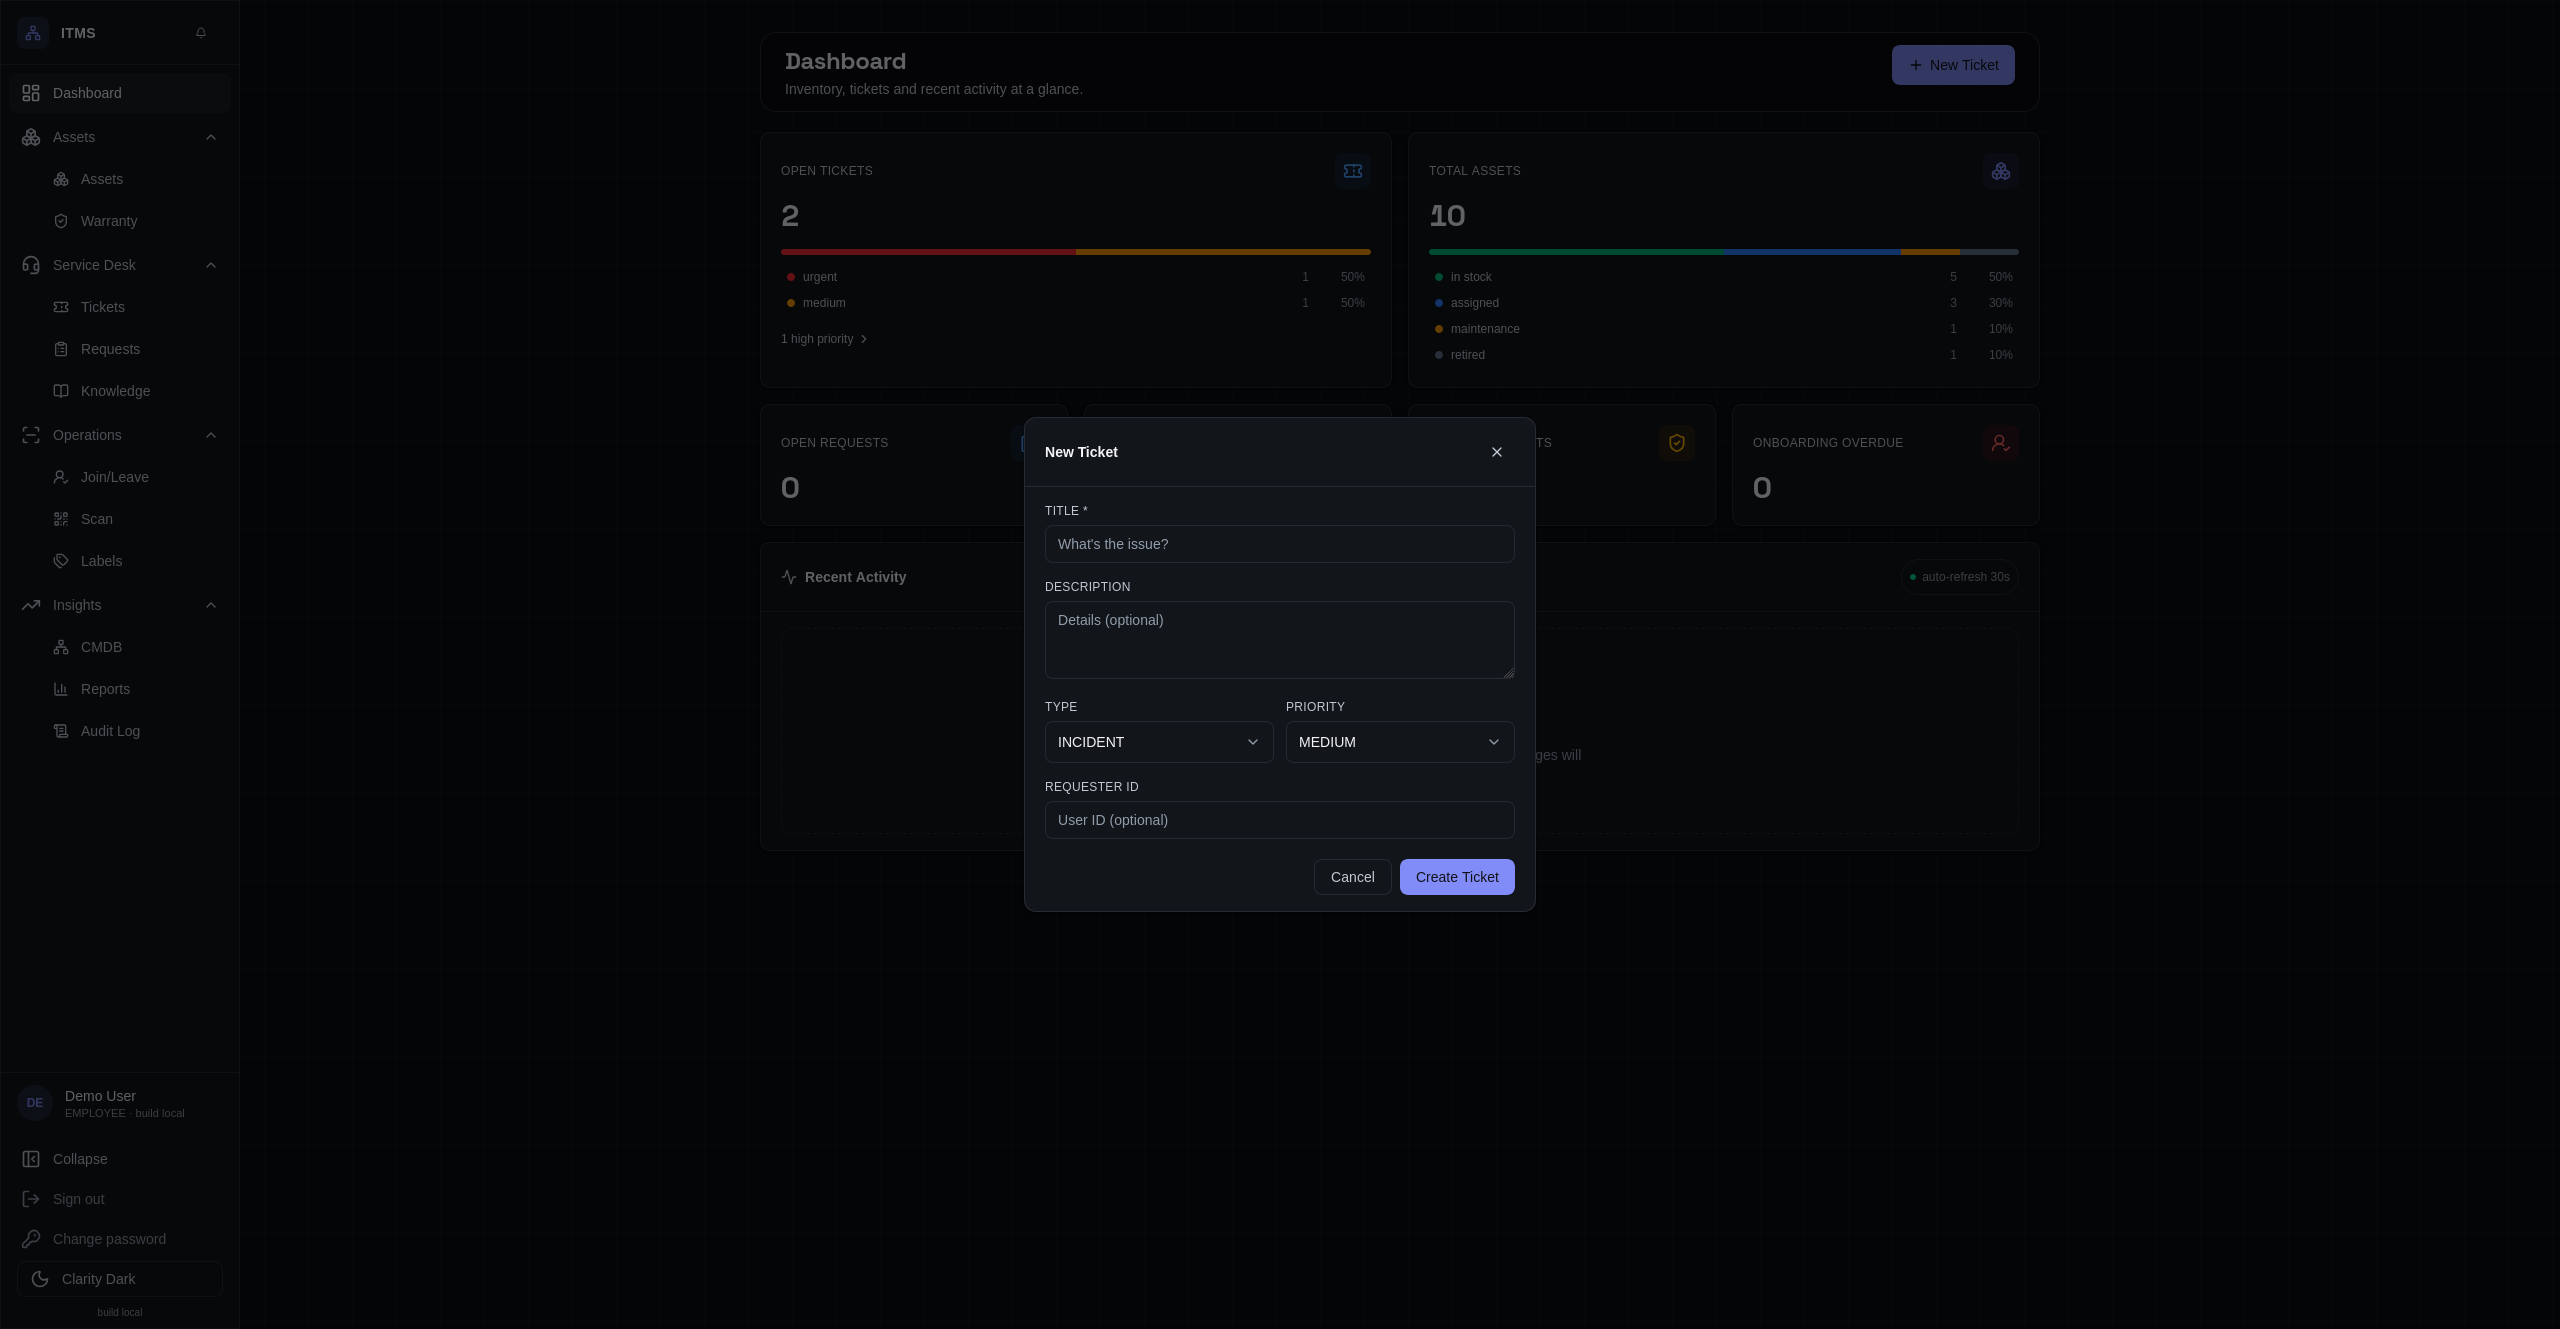 ITMS
Dashboard
Assets
Assets
Warranty
Service Desk
Tickets
Requests
Knowledge
Operations
Join/Leave
Scan
Labels
Insights
CMDB
Reports
Audit Log
DE
Demo User
EMPLOYEE · build local
Collapse
Sign out
Change password
Clarity Dark
build local
Dashboard
Inventory, tickets and recent activity at a glance.
New Ticket
OPEN TICKETS
2
urgent 1 50%
medium 1 50%
1 high priority
TOTAL ASSETS
10
in stock 5 50%
assigned 3 30%
maintenance 1 10%
retired 1 10%
OPEN REQUESTS
0
TS
ONBOARDING OVERDUE
0
Recent Activity
auto-refresh 30s
ges will
New Ticket
TITLE *
What's the issue?
DESCRIPTION
Details (optional)
TYPE PRIORITY
INCIDENT MEDIUM
REQUESTER ID
User ID (optional)
Cancel Create Ticket